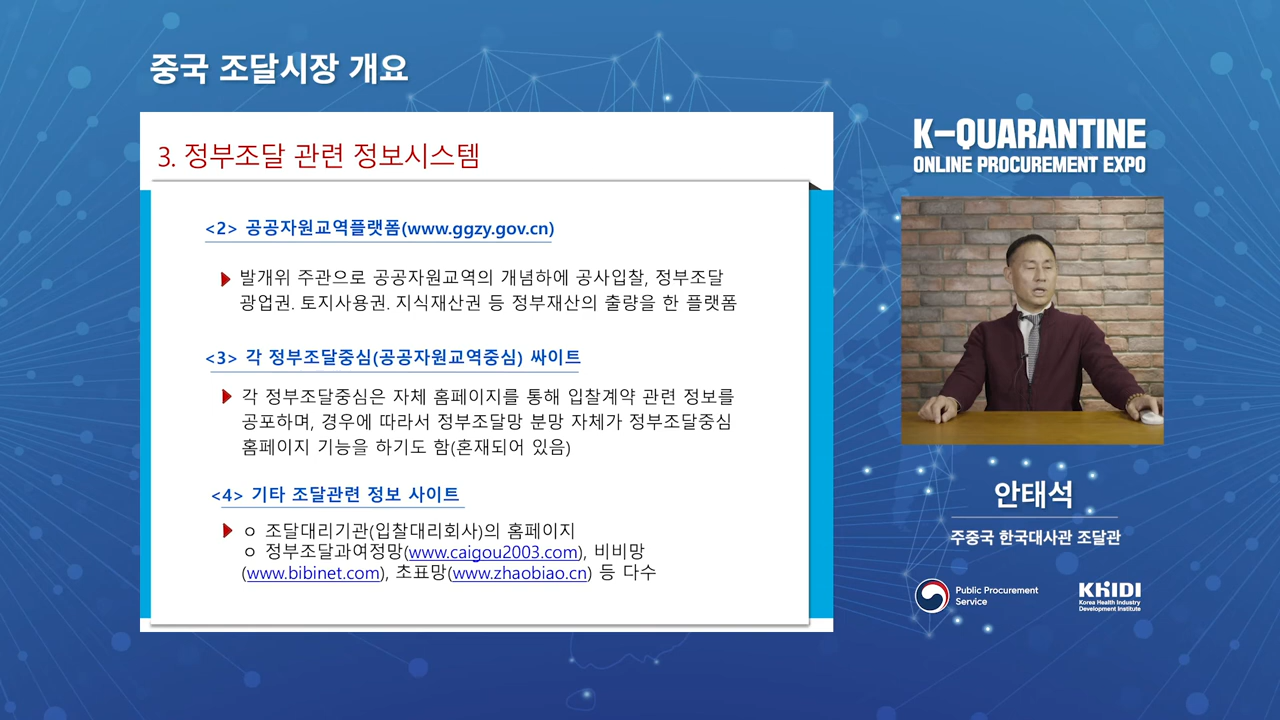 중국 조달시장 개요
3. 정부조달 관련 정보시스템
<2> 공공자원교역플랫폼(www.ggzy.gov.cn)
발개위 주관으로 공공자원교역의 개념하에 공사입찰, 정부조달
광업권. 토지사용권. 지식재산권 등 정부재산의 출량을 한 플랫폼
<3> 각 정부조달중심(공공자원교역중심) 싸이트
각 정부조달중심은 자체 홈페이지를 통해 입찰계약 관련 정보를
공포하며, 경우에 따라서 정부조달망 분망 자체가 정부조달중심
홈페이지 기능을 하기도 함(혼재되어 있음)
<4> 기타 조달관련 정보 사이트
ㅇ 조달대리기관(입찰대리회사)의 홈페이지
ㅇ 정부조달과여정망(www.caigou2003.com), 비비망
(www.bibinet.com), 초표망(www.zhaobiao.cn) 등 다수
K-QUARANTINE
ONLINE PROCUREMENT EXPO
안태석
주중국 한국대사관 조달관
Public Procurement
Service
KHIDI
Korea Health Industry
Development Institute